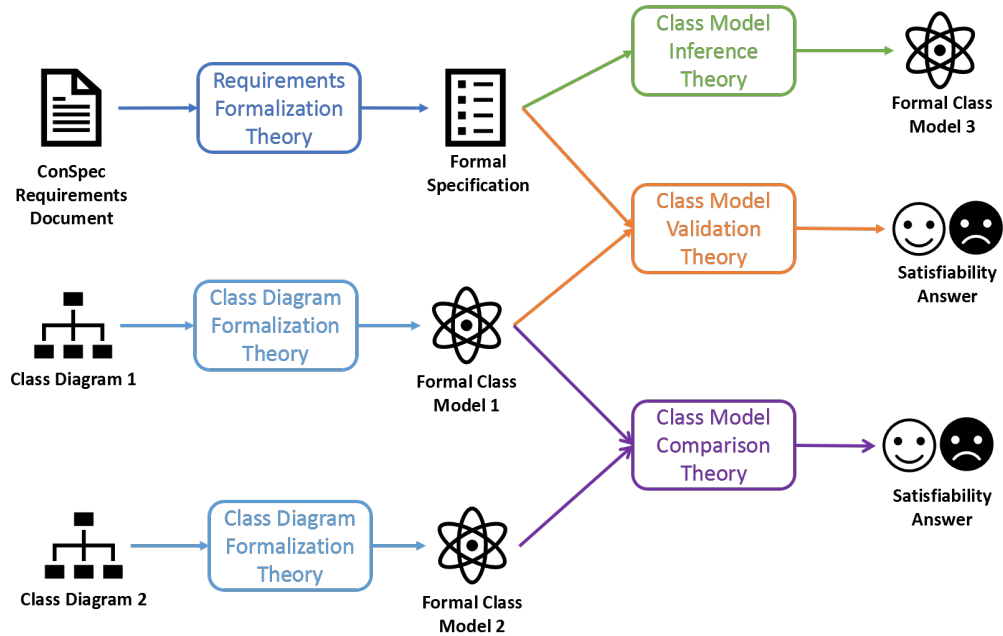 Class Model
Inference
Theory
Formal Class
Model 3
Requirements
Formalization
Theory
ConSpec
Requirements
Document
Formal
Specification
Class Model
Validation
Theory
Satisfiability
Answer
Class Diagram
Formalization
Theory
Class Diagram 1
Formal Class
Model 1
Class Model
Comparison
Theory
Satisfiability
Answer
Class Diagram
Formalization
Theory
Class Diagram 2
Formal Class
Model 2